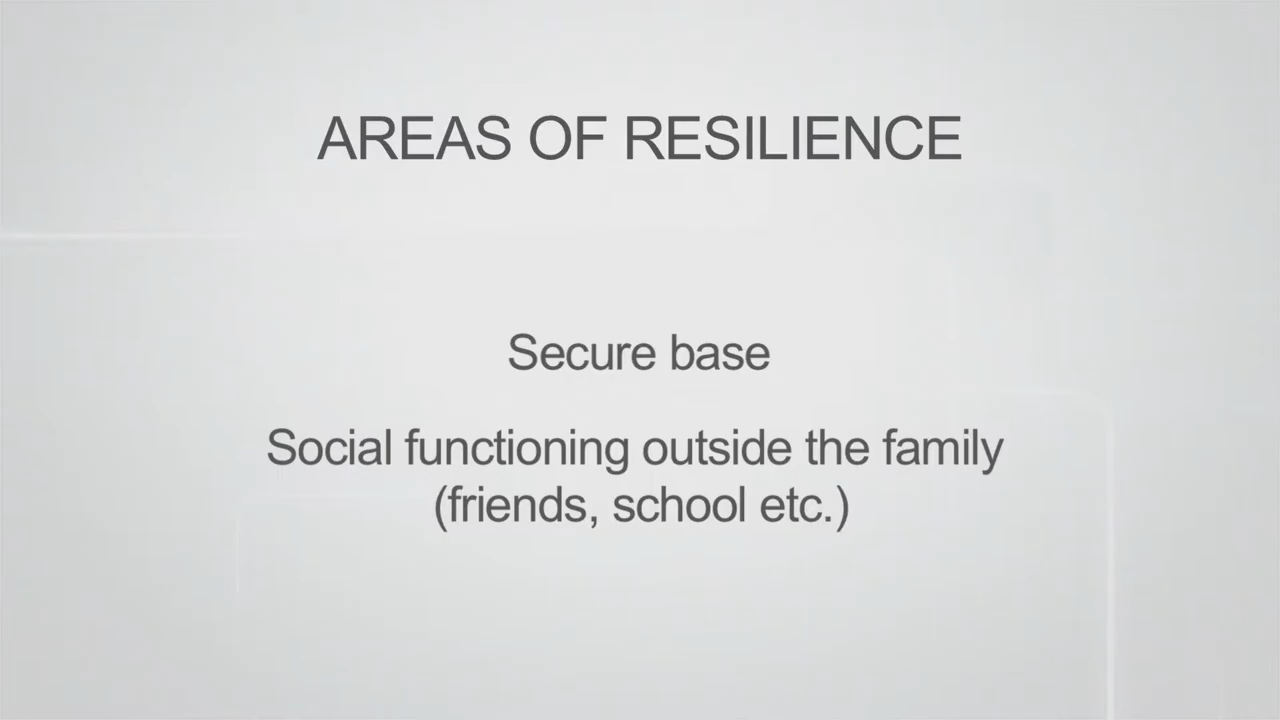 AREAS OF RESILIENCE
Secure base
Social functioning outside the family
(friends, school etc.)